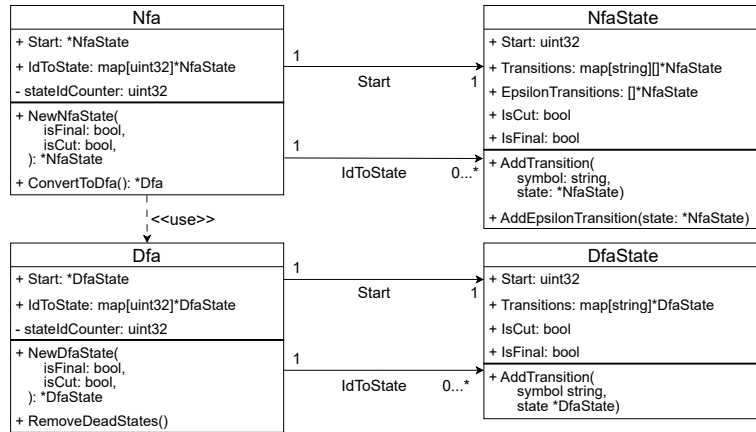 Nfa
+ Start: *NfaState
+ IdToState: map[uint32]*NfaState
- stateIdCounter: uint32
+ NewNfaState(
isFinal: bool,
isCut: bool,
): *NfaState
+ ConvertToDfa(): *Dfa
1
Start
1
1
IdToState
0...*
NfaState
+ Start: uint32
+ Transitions: map[string][]*NfaState
+ EpsilonTransitions: []*NfaState
+ IsCut: bool
+ IsFinal: bool
+ AddTransition(
symbol: string,
state: *NfaState)
+ AddEpsilonTransition(state: *NfaState)
<<use>>
Dfa
+ Start: *DfaState
+ IdToState: map[uint32]*DfaState
- stateIdCounter: uint32
+ NewDfaState(
isFinal: bool,
isCut: bool,
): *DfaState
+ RemoveDeadStates()
1
Start
1
1
IdToState
0...*
DfaState
+ Start: uint32
+ Transitions: map[string]*DfaState
+ IsCut: bool
+ IsFinal: bool
+ AddTransition(
symbol string,
state *DfaState)